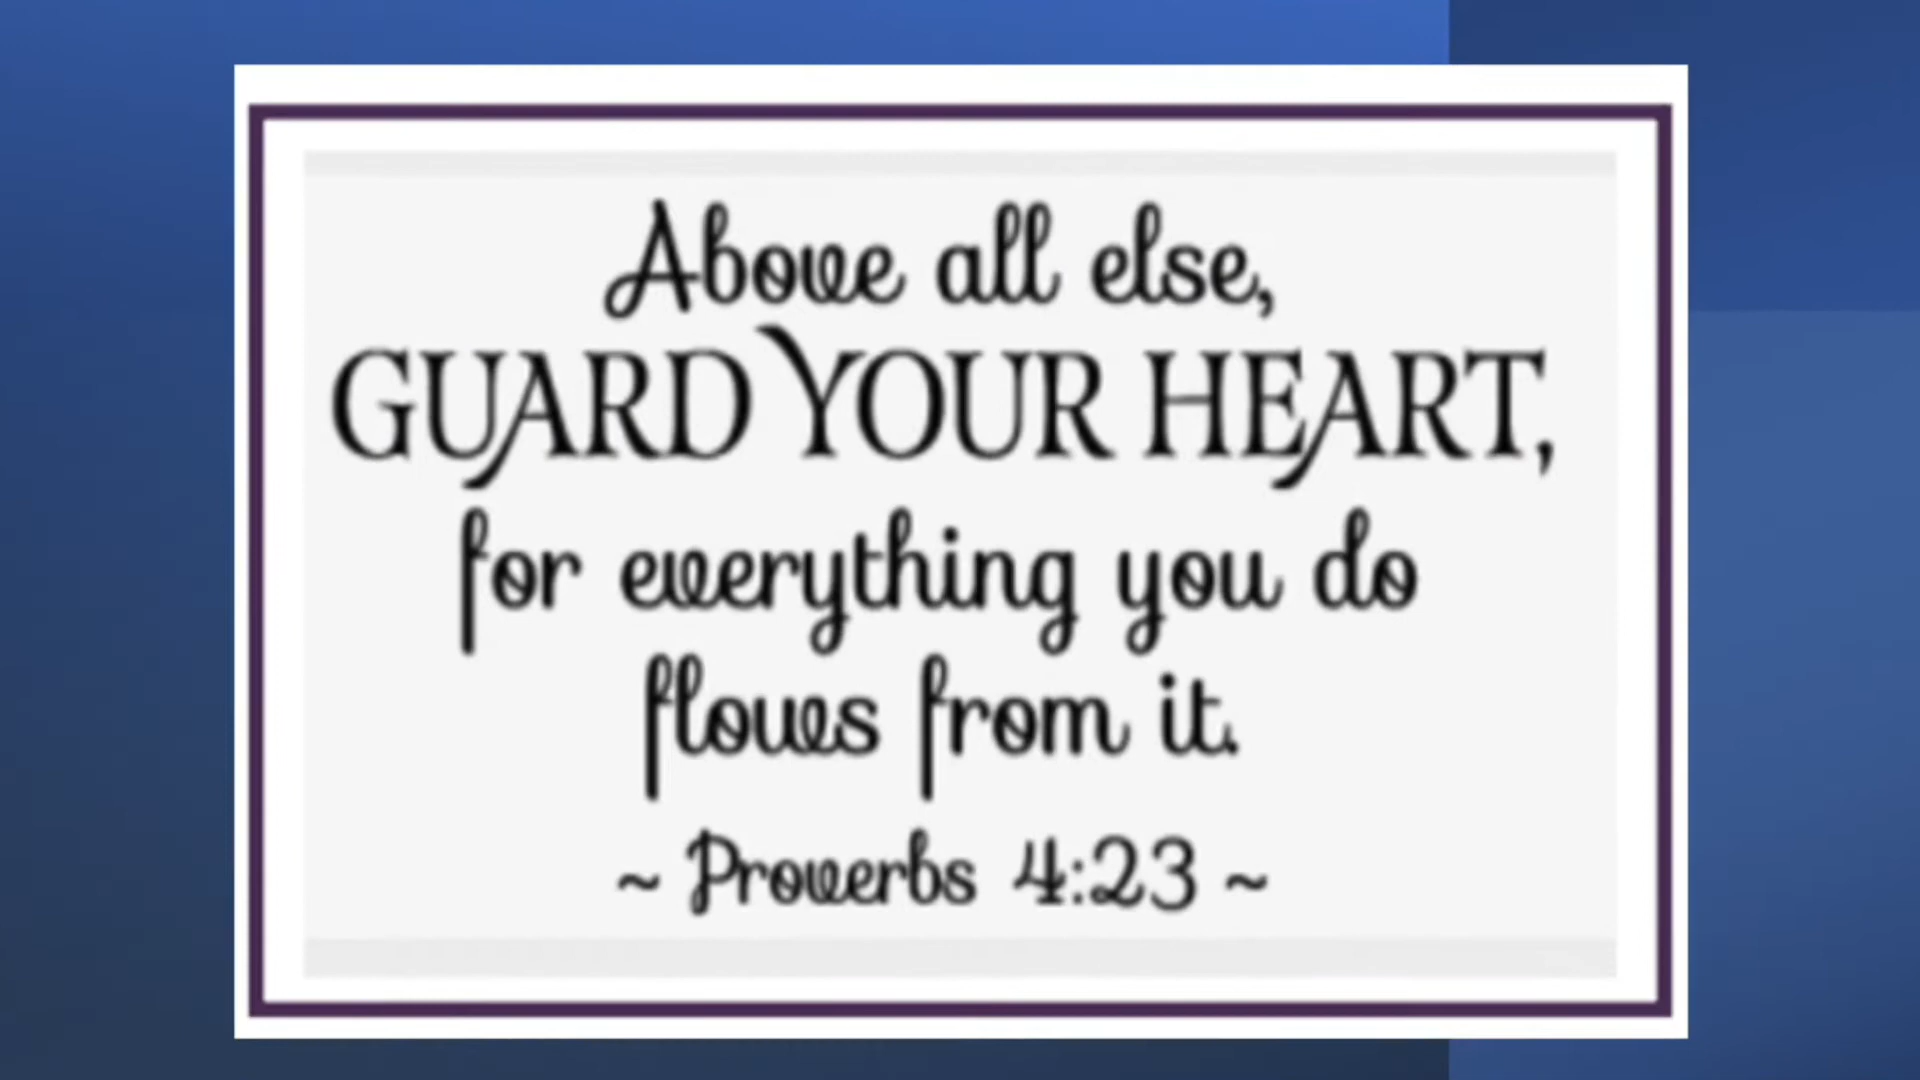 Above all else,
GUARD YOUR HEART,
for everything you do
flows from it.
~ Proverbs 4:23 ~